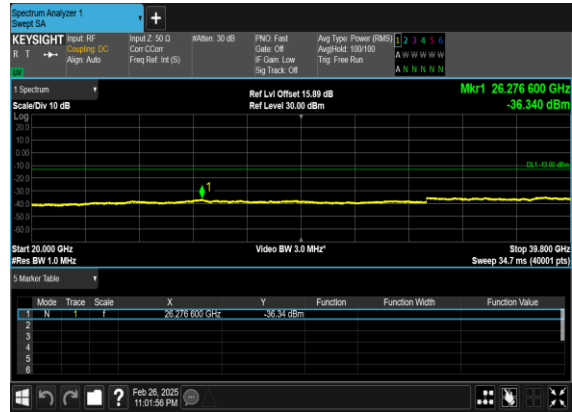 Spectrum Analyzer 1
Swept SA
+
KEYSIGHT Input: RF Input Z: 50 Ω #Atten: 30 dB PNO: Fast Avg Type: Power (RMS) 1 2 3 4 5 6
R T Coupling: DC Corr CCorr Gate: Off Avg|Hold: 100/100 A W W W W W
Align: Auto Freq Ref: Int (S) IF Gain: Low Trig: Free Run A N N N N N
Sig Track: Off
1 Spectrum Ref Lvl Offset 15.89 dB Mkr1 26.276 600 GHz
Scale/Div 10 dB Ref Level 30.00 dBm -36.340 dBm
Log
20.0
10.0
0.00
-10.0 DL1 -13.00 dBm
-20.0
-30.0 1
-40.0
-50.0
-60.0
Start 20.000 GHz Video BW 3.0 MHz* Stop 39.800 GHz
#Res BW 1.0 MHz Sweep 34.7 ms (40001 pts)
5 Marker Table
Mode Trace Scale X Y Function Function Width Function Value
1 N 1 f 26.276 600 GHz -36.34 dBm
2
3
4
5
6
? Feb 26, 2025
11:01:56 PM